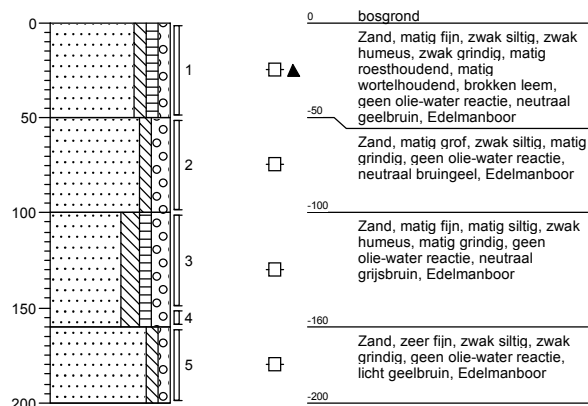 0
50
100
150
200
1
2
3
4
5
0
bosgrond
Zand, matig fijn, zwak siltig, zwak
humeus, zwak grindig, matig
roesthoudend, matig
wortelhoudend, brokken leem,
geen olie-water reactie, neutraal
geelbruin, Edelmanboor
-50
Zand, matig grof, zwak siltig, matig
grindig, geen olie-water reactie,
neutraal bruingeel, Edelmanboor
-100
Zand, matig fijn, matig siltig, zwak
humeus, matig grindig, geen
olie-water reactie, neutraal
grijsbruin, Edelmanboor
-160
Zand, zeer fijn, zwak siltig, zwak
grindig, geen olie-water reactie,
licht geelbruin, Edelmanboor
-200